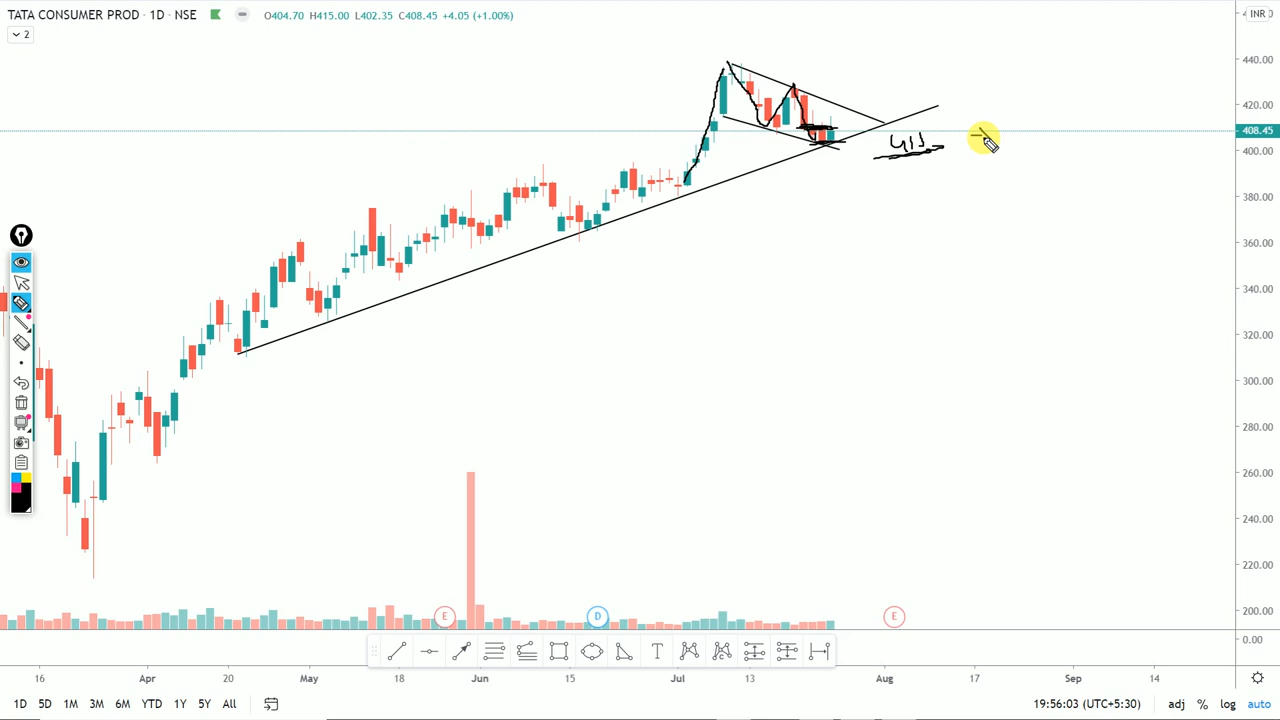 TATA CONSUMER PROD · 1D · NSE O404.70 H415.00 L402.35 C408.45 +4.05 (+1.00%)
INR
2
440.00
420.00
408.45
400.00
380.00
360.00
340.00
320.00
300.00
280.00
260.00
240.00
220.00
200.00
0.00
E
D
E
T
16 Apr 20 May 18 Jun 15 Jul 13 Aug 17 Sep 14
1D 5D 1M 3M 6M YTD 1Y 5Y All 19:56:03 (UTC+5:30) adj % log auto